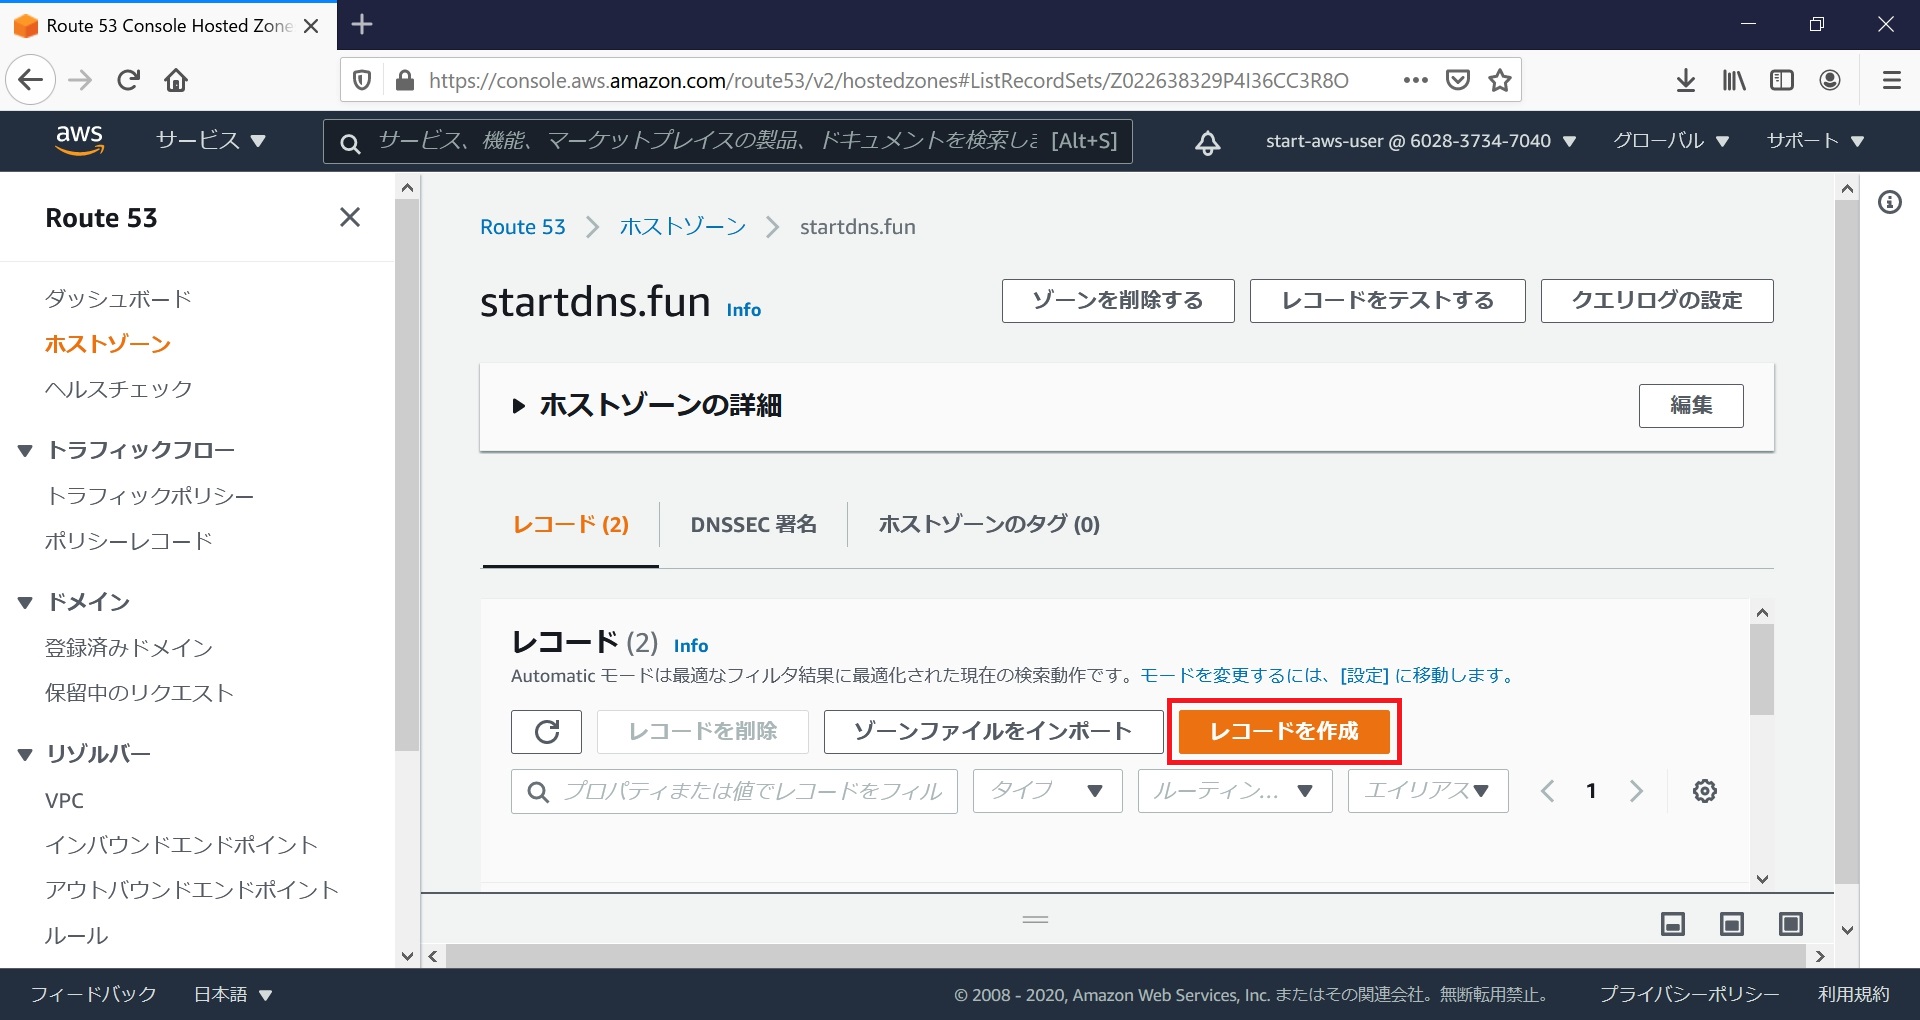 Route 53 Console Hosted Zone
https://console.aws.amazon.com/route53/v2/hostedzones#ListRecordSets/Z022638329P4I36CC3R8O
aws
サービス
サービス、機能、マーケットプレイスの製品、ドキュメントを検索しま
[Alt+S]
start-aws-user @ 6028-3734-7040
グローバル
サポート
Route 53
ダッシュボード
ホストゾーン
ヘルスチェック
トラフィックフロー
トラフィックポリシー
ポリシーレコード
ドメイン
登録済みドメイン
保留中のリクエスト
リゾルバー
VPC
インバウンドエンドポイント
アウトバウンドエンドポイント
ルール
Route 53
ホストゾーン
startdns.fun
startdns.fun Info
ゾーンを削除する
レコードをテストする
クエリログの設定
ホストゾーンの詳細
編集
レコード (2)
DNSSEC 署名
ホストゾーンのタグ (0)
レコード (2) Info
Automatic モードは最適なフィルタ結果に最適化された現在の検索動作です。モードを変更するには、[設定] に移動します。
レコードを削除
ゾーンファイルをインポート
レコードを作成
プロパティまたは値でレコードをフィル
タイプ
ルーティン...
エイリアス
1
フィードバック
日本語
© 2008 - 2020, Amazon Web Services, Inc. またはその関連会社。無断転用禁止。
プライバシーポリシー
利用規約